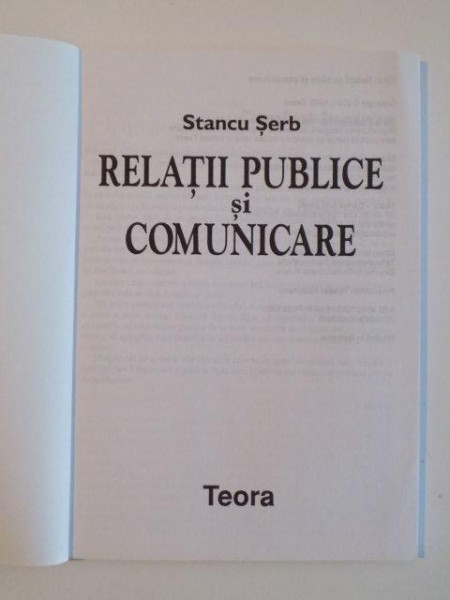 Stancu Șerb
RELAȚII PUBLICE
și
COMUNICARE
Teora